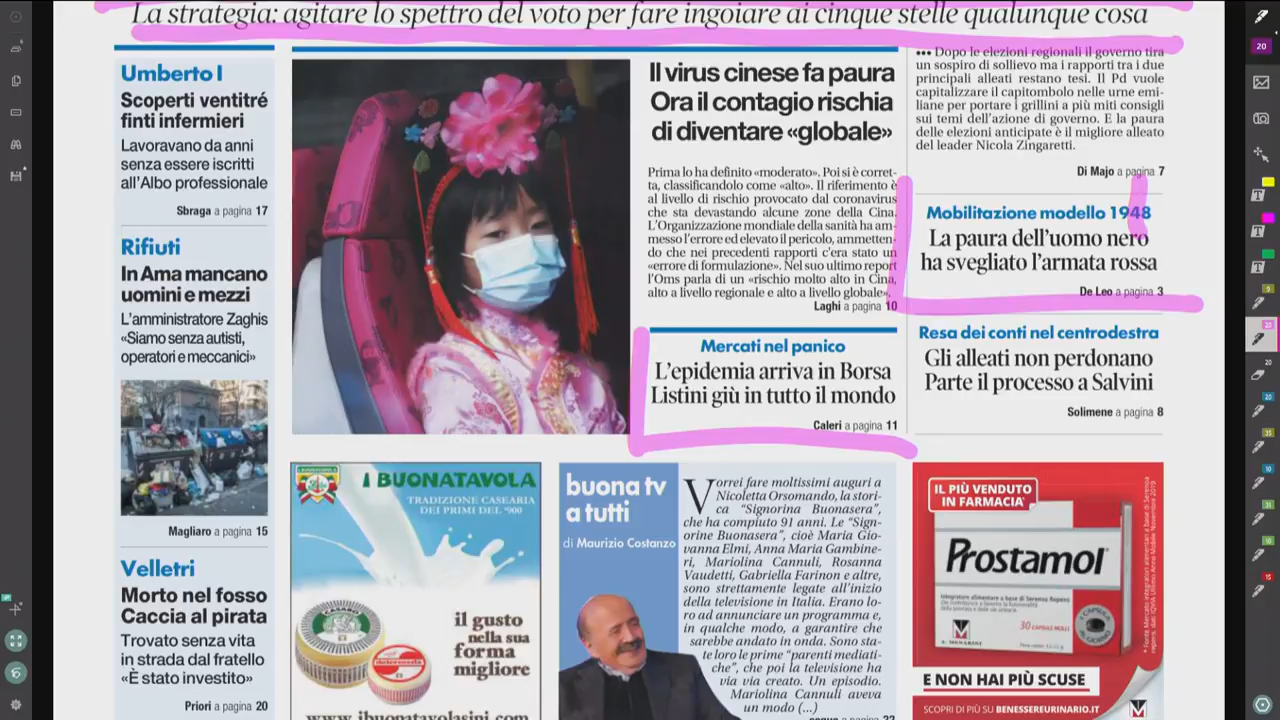 La strategia: agitare lo spettro del voto per fare ingoiare ai cinque stelle qualunque cosa
Umberto I
Scoperti ventitré
finti infermieri
Lavoravano da anni
senza essere iscritti
all'Albo professionale
Sbraga a pagina 17
Rifiuti
In Ama mancano
uomini e mezzi
L'amministratore Zaghis
«Siamo senza autisti,
operatori e meccanici»
Magliaro a pagina 15
Velletri
Morto nel fosso
Caccia al pirata
Trovato senza vita
in strada dal fratello
«È stato investito»
Priori a pagina 20
Il virus cinese fa paura
Ora il contagio rischia
di diventare «globale»
Prima lo ha definito «moderato». Poi si è corret-
ta, classificandolo come «alto». Il riferimento è
al livello di rischio provocato dal coronavirus
che sta devastando alcune zone della Cina.
L'Organizzazione mondiale della sanità ha am-
messo l'errore ed elevato il pericolo, ammetten-
do che nei precedenti rapporti c'era stato un
«errore di formulazione». Nel suo ultimo report
l'Oms parla di un «rischio molto alto in Cina,
alto a livello regionale e alto a livello globale».
Laghi a pagina 10
Mercati nel panico
L'epidemia arriva in Borsa
Listini giù in tutto il mondo
Caleri a pagina 11
••• Dopo le elezioni regionali il governo tira
un sospiro di sollievo ma i rapporti tra i due
principali alleati restano tesi. Il Pd vuole
capitalizzare il capitombolo nelle urne emi-
liane per portare i grillini a più miti consigli
sui temi dell'azione di governo. E la paura
delle elezioni anticipate è il migliore alleato
del leader Nicola Zingaretti.
Di Majo a pagina 7
Mobilitazione modello 1948
La paura dell'uomo nero
ha svegliato l'armata rossa
De Leo a pagina 3
Resa dei conti nel centrodestra
Gli alleati non perdonano
Parte il processo a Salvini
Solimene a pagina 8
I BUONATAVOLA
TRADIZIONE CASEARIA
DEI PRIMI DEL '900
il gusto
nella sua
forma
migliore
www.ibuonatavolasini.com
buona tv
a tutti
di Maurizio Costanzo
Vorrei fare moltissimi auguri a
Nicoletta Orsomando, la stori-
ca "Signorina Buonasera",
che ha compiuto 91 anni. Le "Sign-
orine Buonasera", cioè Maria Gio-
vanna Elmi, Anna Maria Gambine-
ri, Mariolina Cannuli, Rosanna
Vaudetti, Gabriella Farinon e altre,
sono strettamente legate all'inizio
della televisione in Italia. Erano lo-
ro ad annunciare un programma e,
in qualche modo, a garantire che
sarebbe andato in onda. Sono sta-
te loro le prime "parenti mediati-
che", che poi la televisione ha
via via creato. Un episodio.
Mariolina Cannuli aveva
un modo (...)
segue a pagina 22
IL PIÙ VENDUTO
IN FARMACIA*
Prostamol
30 CAPSULE MOLLI
E NON HAI PIÙ SCUSE
SCOPRI DI PIÙ SU BENESSEREURINARIO.IT